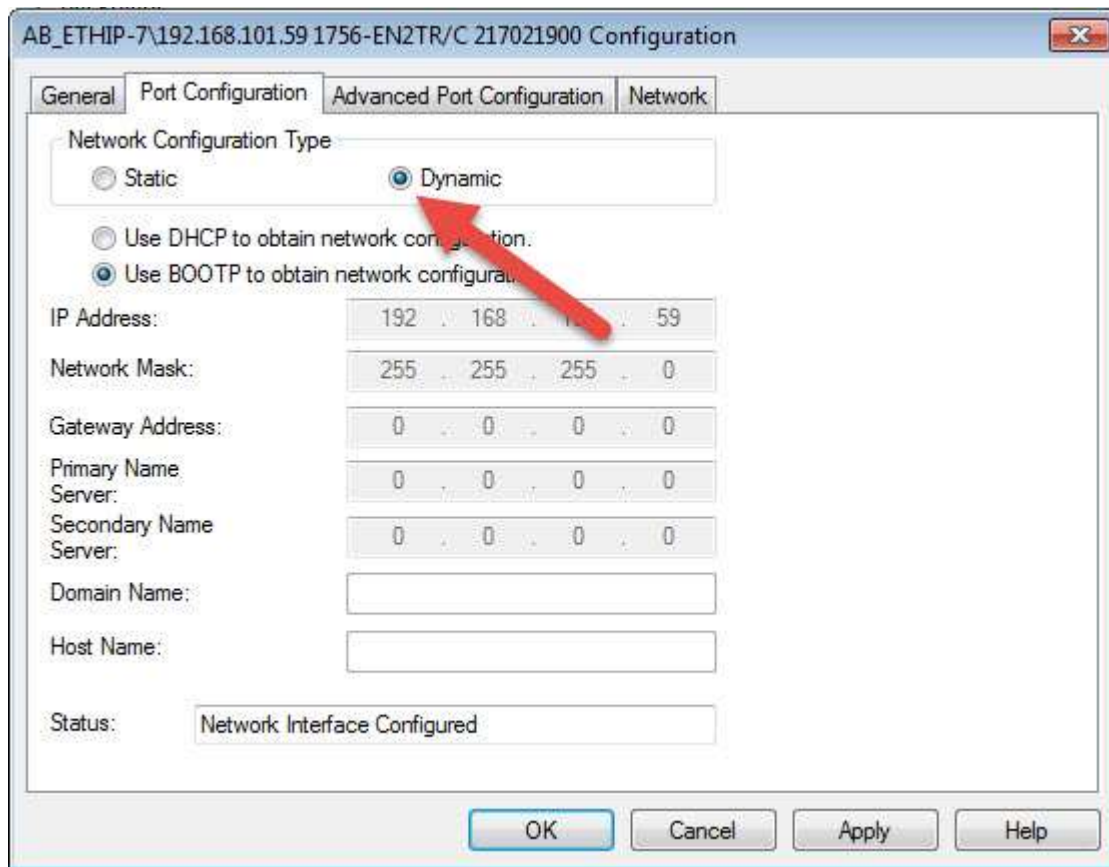 AB_ETHIP-7\192.168.101.59 1756-EN2TR/C 217021900 Configuration
General Port Configuration Advanced Port Configuration Network
Network Configuration Type
Static Dynamic
Use DHCP to obtain network configuration.
Use BOOTP to obtain network
IP Address: 192 . 168 . . 59
Network Mask: 255 . 255 . 255 . 0
Gateway Address: 0 . 0 . 0 . 0
Primary Name
Server: 0 . 0 . 0 . 0
Secondary Name
Server: 0 . 0 . 0 . 0
Domain Name:
Host Name:
Status: Network Interface Configured
OK Cancel Apply Help